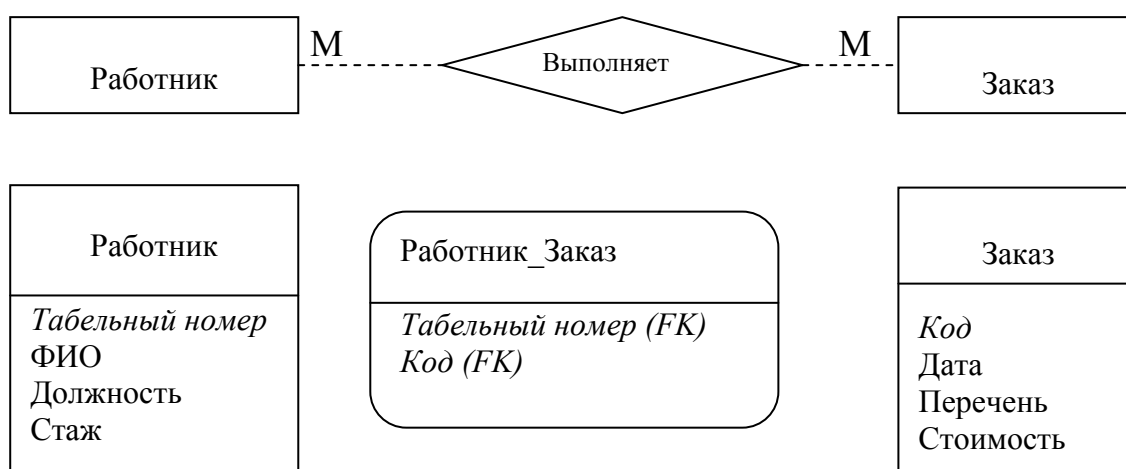 М
М
Работник
Выполняет
Заказ
Работник
Табельный номер
ФИО
Должность
Стаж
Работник_Заказ
Табельный номер (FK)
Код (FK)
Заказ
Код
Дата
Перечень
Стоимость